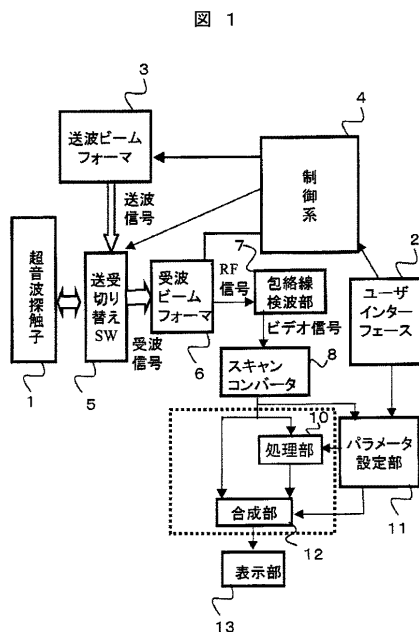 図 1
3
送波ビーム
フォーマ
4
制
御
系
送波
信号
超音波探触子
1
送受
切り
替え
SW
5
受波
信号
受波
ビーム
フォーマ
6
RF
信号
7
包絡線
検波部
ビデオ信号
2
ユーザ
インター
フェース
スキャン
コンバータ
8
10
処理部
パラメータ
設定部
11
合成部
12
表示部
13